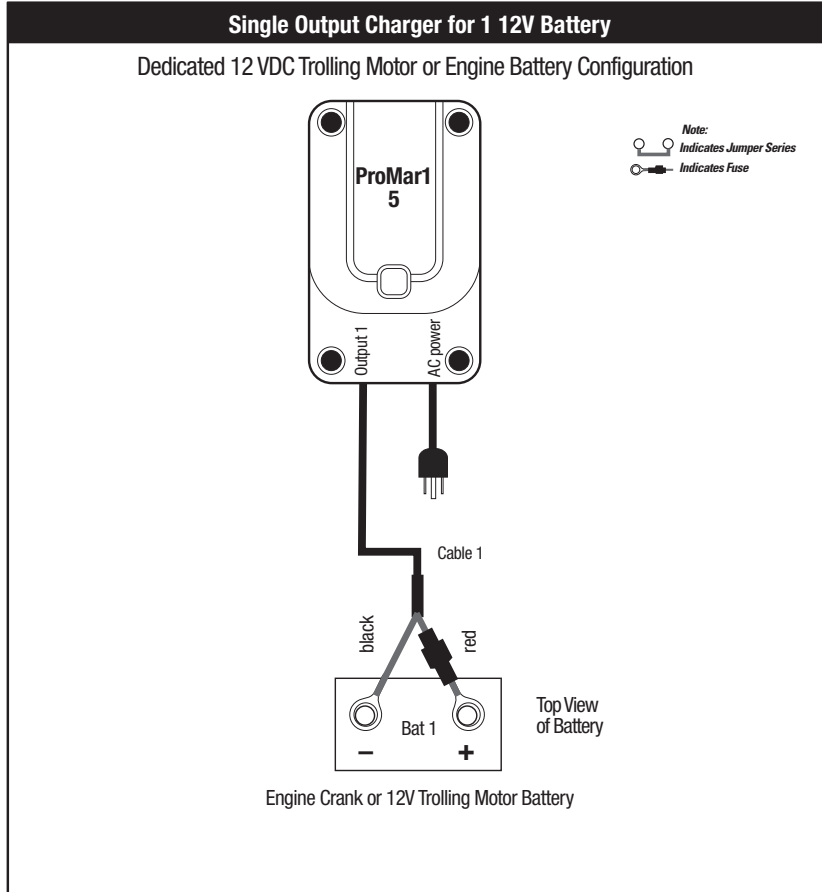 Single Output Charger for 1 12V Battery
Dedicated 12 VDC Trolling Motor or Engine Battery Configuration
Note:
Indicates Jumper Series
Indicates Fuse
ProMar1
5
Output 1
AC power
Cable 1
black
red
Bat 1
– +
Top View
of Battery
Engine Crank or 12V Trolling Motor Battery